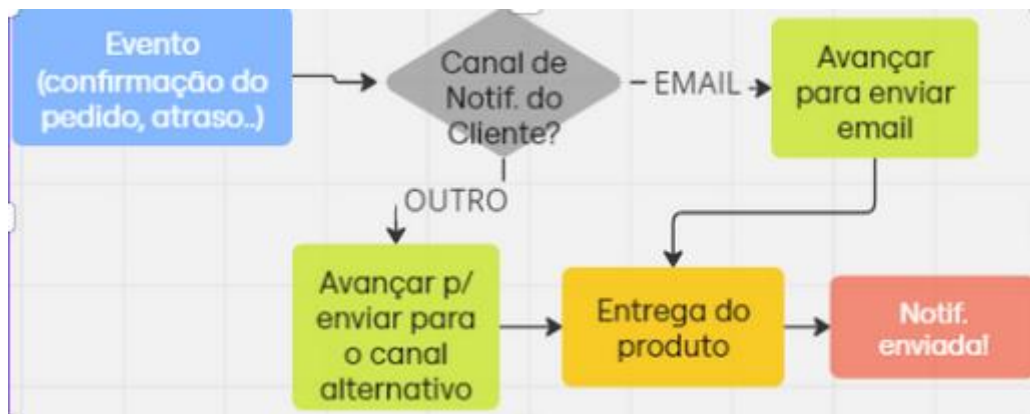 Evento
(confirmação do
pedido, atraso..)
Canal de
Notif. do
Cliente?
EMAIL
Avançar
para enviar
email
OUTRO
Avançar p/
enviar para
o canal
alternativo
Entrega do
produto
Notif.
enviada!